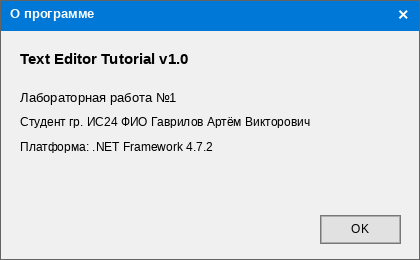 О программе
Text Editor Tutorial v1.0
Лабораторная работа №1
Студент гр. ИС24 ФИО Гаврилов Артём Викторович
Платформа: .NET Framework 4.7.2
OK